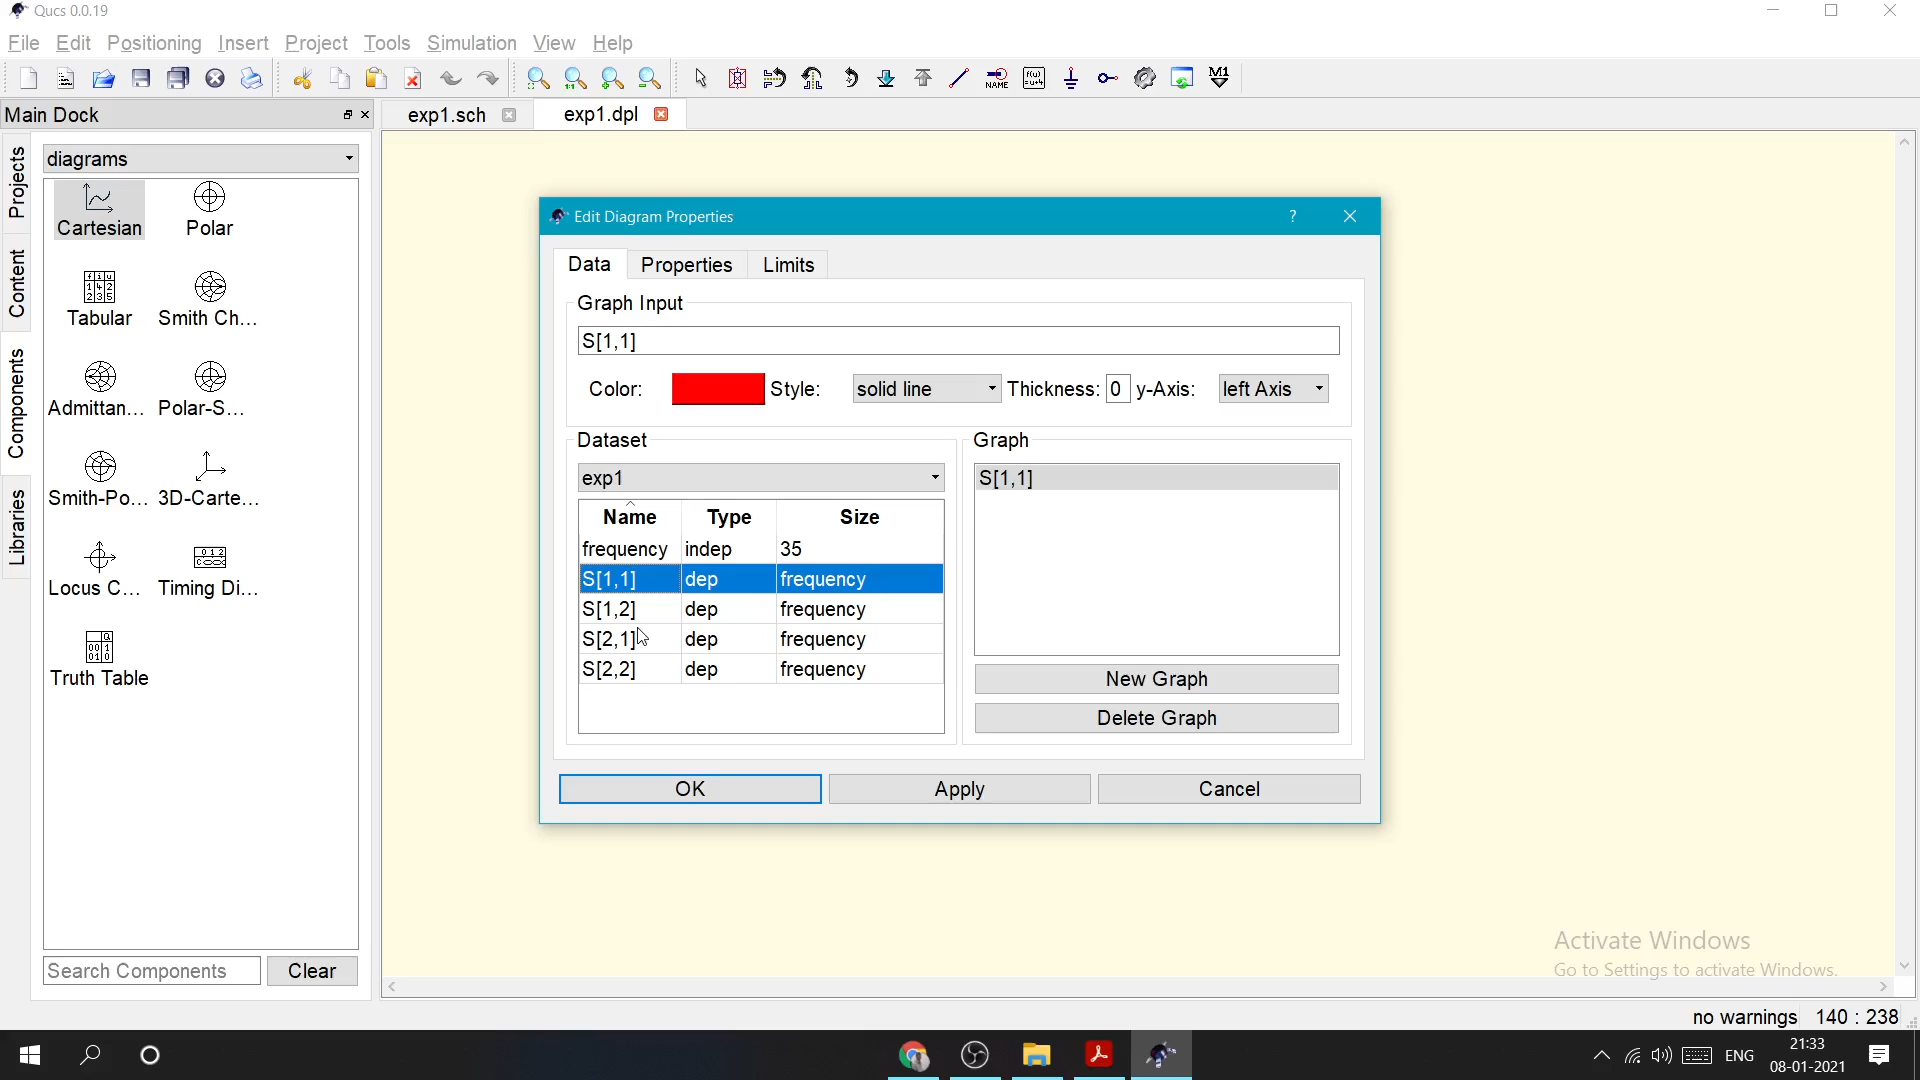 Qucs 0.0.19
File Edit Positioning Insert Project Tools Simulation View Help
NAME
f(u)
ω=u+4
M1
Main Dock
exp1.sch
exp1.dpl
Projects
Content
Components
Libraries
diagrams
Cartesian Polar
Tabular Smith Ch...
Admittan... Polar-S...
Smith-Po... 3D-Carte...
Locus C... Timing Di...
Truth Table
Search Components
Clear
Edit Diagram Properties
?
Data Properties Limits
Graph Input
S[1,1]
Color: Style: solid line Thickness: 0 y-Axis: left Axis
Dataset
exp1
Name Type Size
frequency indep 35
S[1,1] dep frequency
S[1,2] dep frequency
S[2,1] dep frequency
S[2,2] dep frequency
Graph
S[1,1]
New Graph
Delete Graph
OK Apply Cancel
Activate Windows
Go to Settings to activate Windows.
no warnings 140 : 238
ENG
21:33
08-01-2021